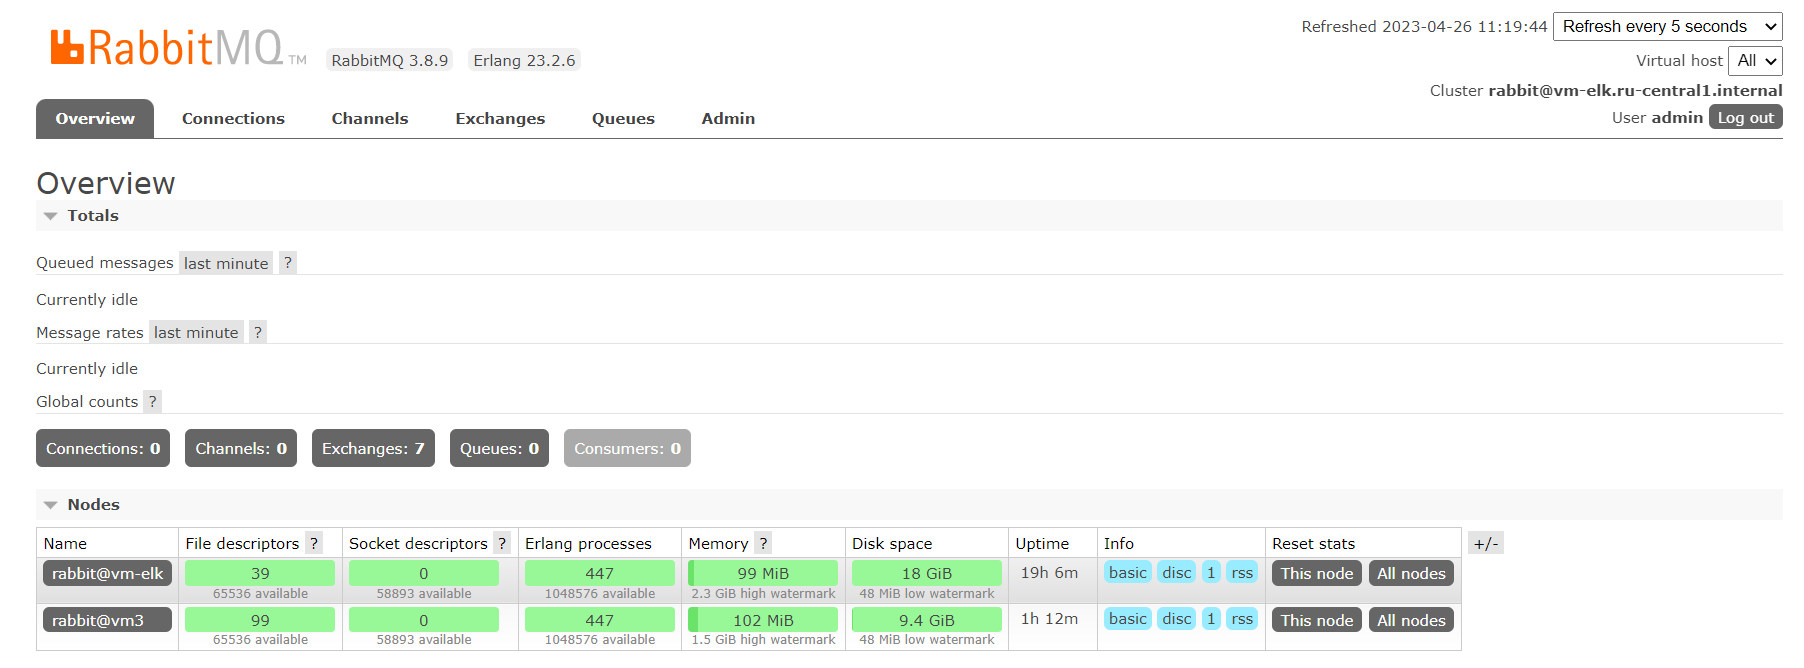 Refreshed 2023-04-26 11:19:44 Refresh every 5 seconds
RabbitMQ TM RabbitMQ 3.8.9 Erlang 23.2.6
Virtual host All
Cluster rabbit@vm-elk.ru-central1.internal
User admin Log out
Overview Connections Channels Exchanges Queues Admin
Overview
Totals
Queued messages last minute ?
Currently idle
Message rates last minute ?
Currently idle
Global counts ?
Connections: 0 Channels: 0 Exchanges: 7 Queues: 0 Consumers: 0
Nodes
Name File descriptors ? Socket descriptors ? Erlang processes Memory ? Disk space Uptime Info Reset stats +/-
rabbit@vm-elk 39 0 447 99 MiB 18 GiB 19h 6m basic disc 1 rss This node All nodes
65536 available 58893 available 1048576 available 2.3 GiB high watermark 48 MiB low watermark
rabbit@vm3 99 0 447 102 MiB 9.4 GiB 1h 12m basic disc 1 rss This node All nodes
65536 available 58893 available 1048576 available 1.5 GiB high watermark 48 MiB low watermark